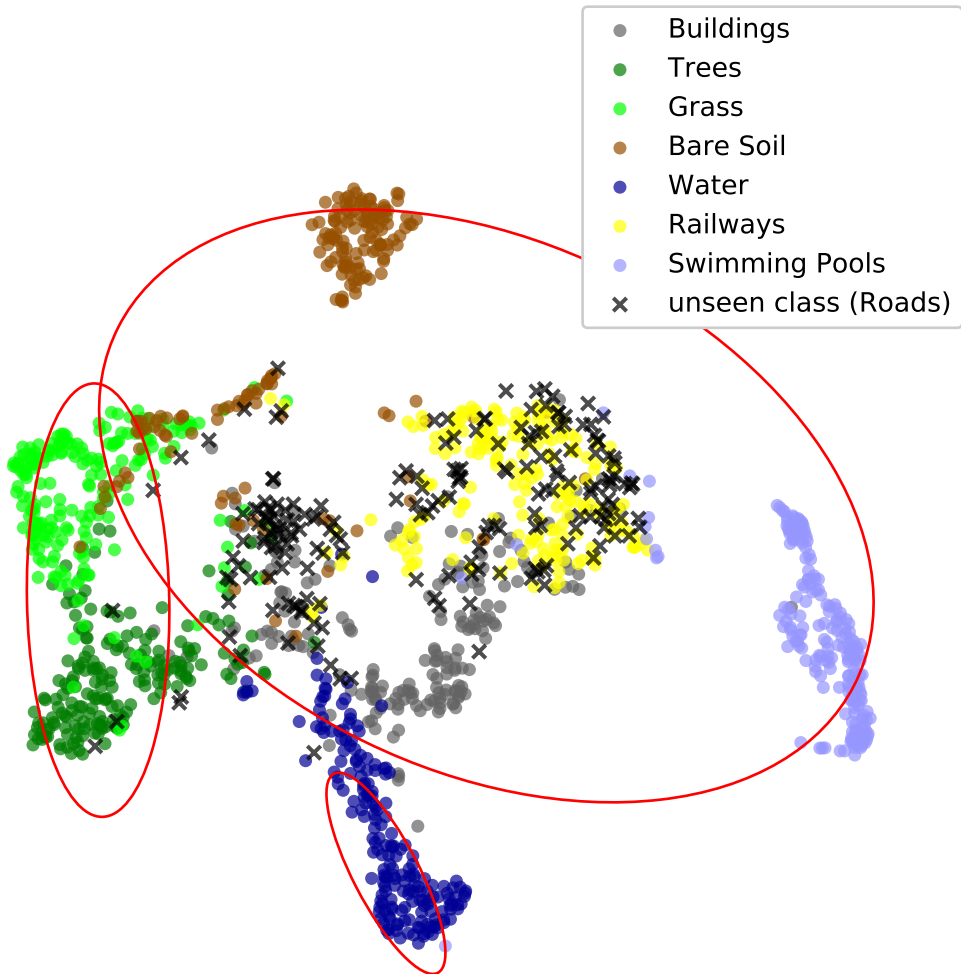 Buildings
Trees
Grass
Bare Soil
Water
Railways
Swimming Pools
unseen class (Roads)